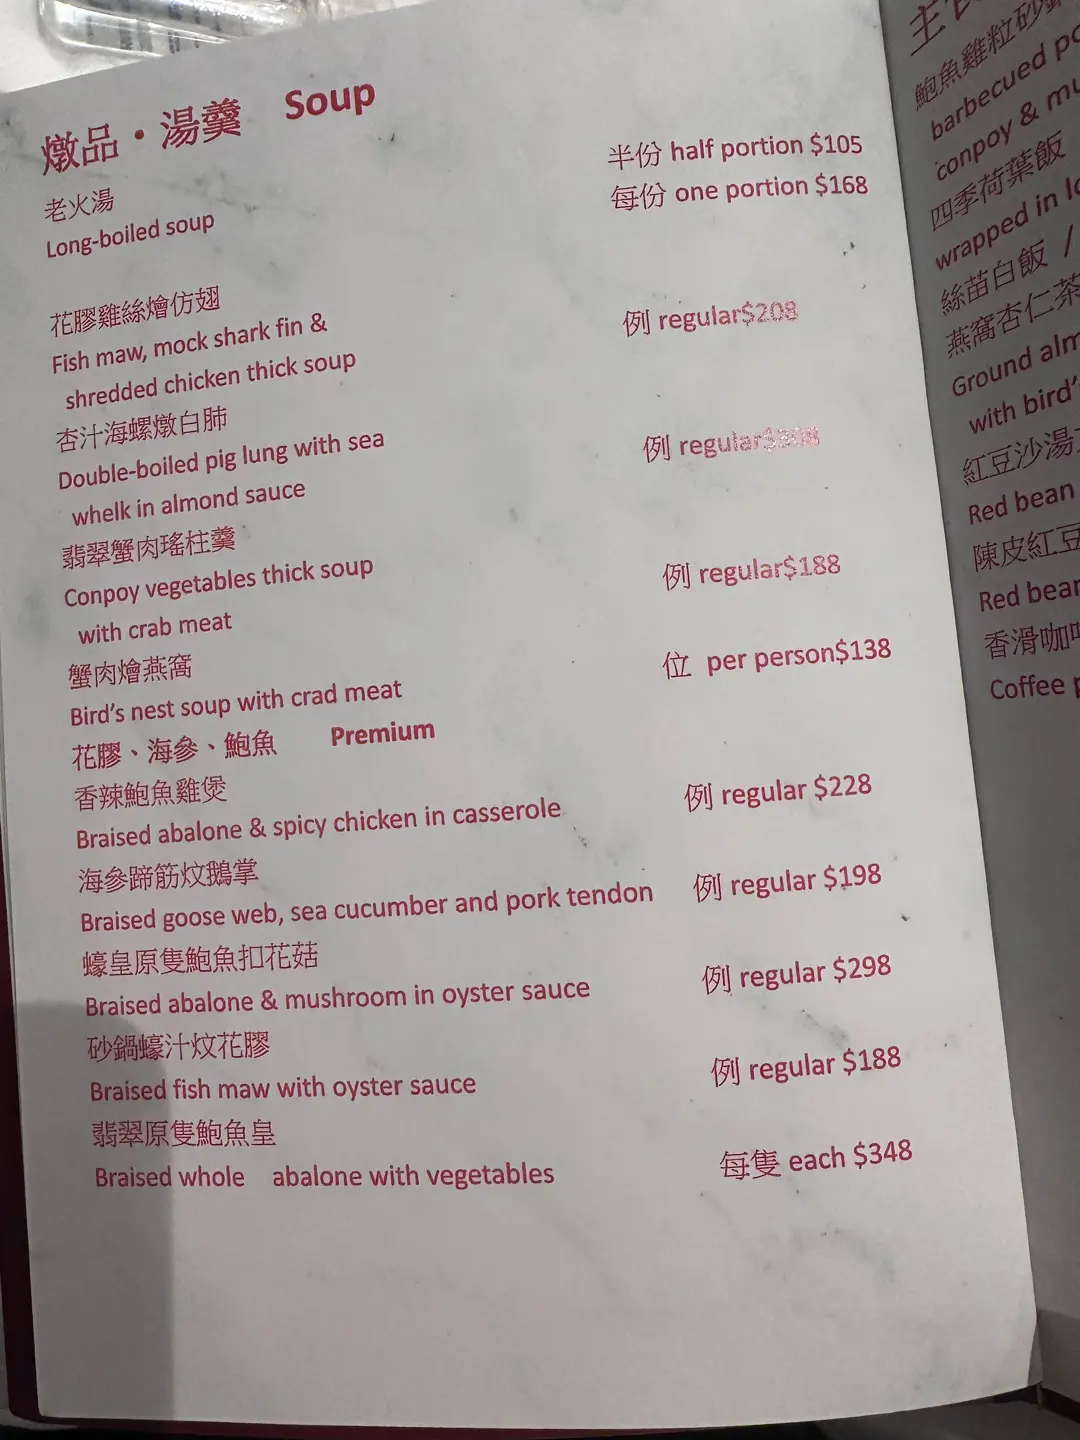 燉品・湯羹 Soup
老火湯 半份 half portion $105
Long-boiled soup 每份 one portion $168
花膠雞絲燴仿翅
Fish maw, mock shark fin & 例 regular$208
shredded chicken thick soup
杏汁海螺燉白肺
Double-boiled pig lung with sea 例 regular
whelk in almond sauce
翡翠蟹肉瑤柱羹
Conpoy vegetables thick soup 例 regular$188
with crab meat
蟹肉燴燕窩
Bird's nest soup with crad meat 位 per person$138
花膠、海參、鮑魚 Premium
香辣鮑魚雞煲
Braised abalone & spicy chicken in casserole 例 regular $228
海參蹄筋炆鵝掌
Braised goose web, sea cucumber and pork tendon 例 regular $198
蠔皇原隻鮑魚扣花菇
Braised abalone & mushroom in oyster sauce 例 regular $298
砂鍋蠔汁炆花膠
Braised fish maw with oyster sauce 例 regular $188
翡翠原隻鮑魚皇
Braised whole abalone with vegetables 每隻 each $348
鮑魚雞粒砂
barbecued
conpoy &
四季荷葉飯
wrapped in
絲苗白飯 /
燕窩杏仁茶
Ground
with bird's
紅豆沙湯
Red bean
陳皮紅豆
Red bean
香滑咖
Coffee